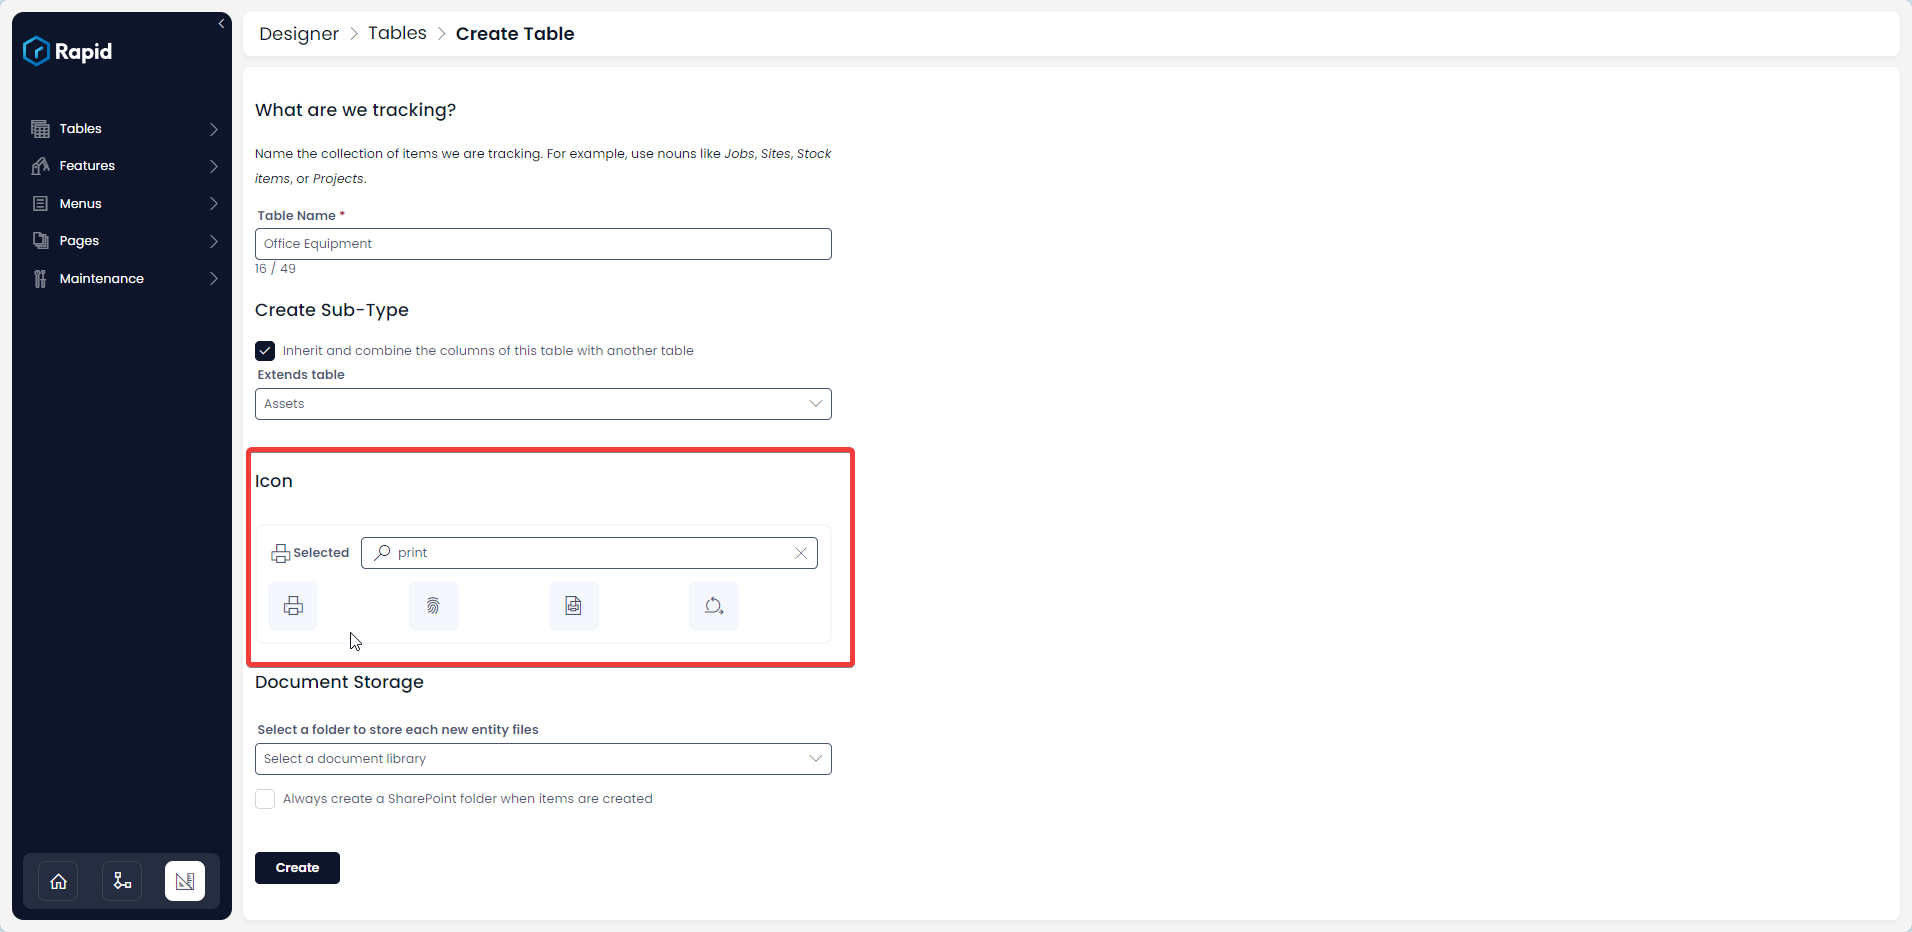 Rapid
Tables
Features
Menus
Pages
Maintenance
Designer > Tables > Create Table
What are we tracking?
Name the collection of items we are tracking. For example, use nouns like Jobs, Sites, Stock
items, or Projects.
Table Name *
Office Equipment
16 / 49
Create Sub-Type
Inherit and combine the columns of this table with another table
Extends table
Assets
Icon
Selected print
Document Storage
Select a folder to store each new entity files
Select a document library
Always create a SharePoint folder when items are created
Create